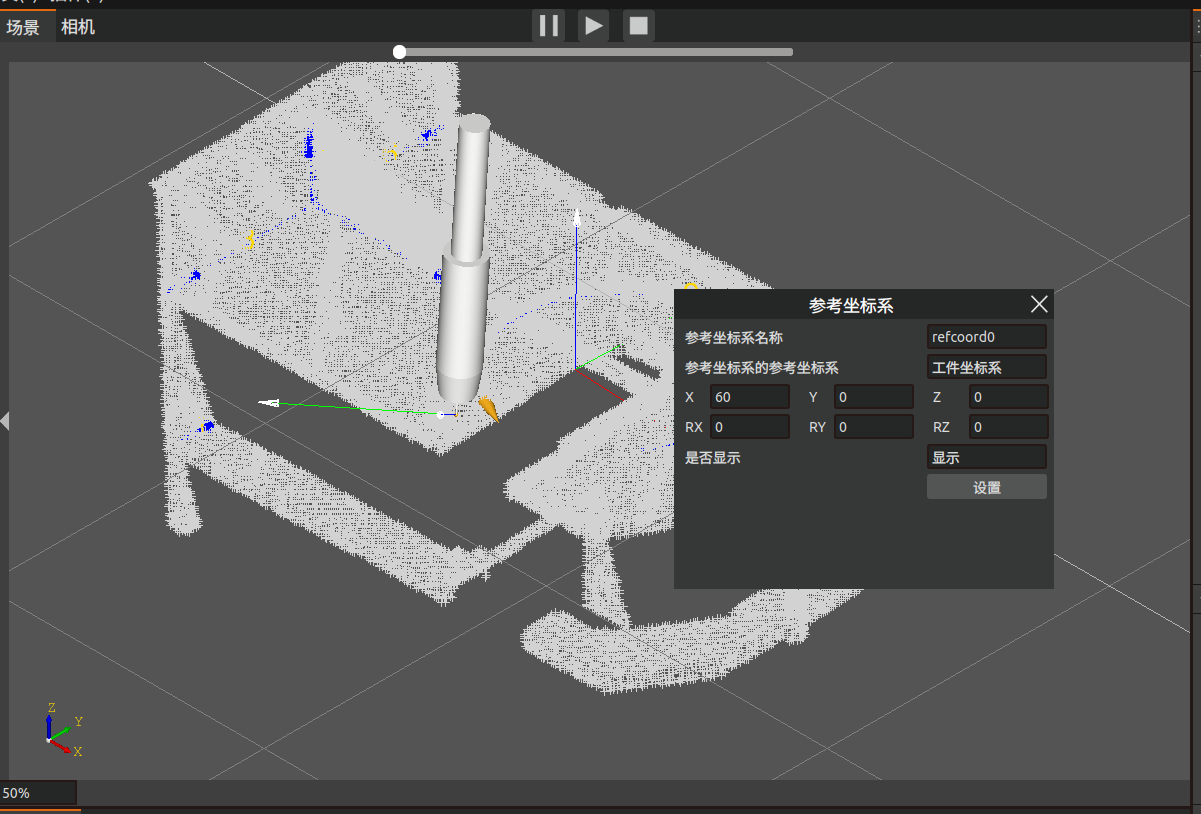 场景 相机
参考坐标系
参考坐标系名称 refcoord0
参考坐标系的参考坐标系 工件坐标系
X 60 Y 0 Z 0
RX 0 RY 0 RZ 0
是否显示 显示
设置
Z
Y
X
50%